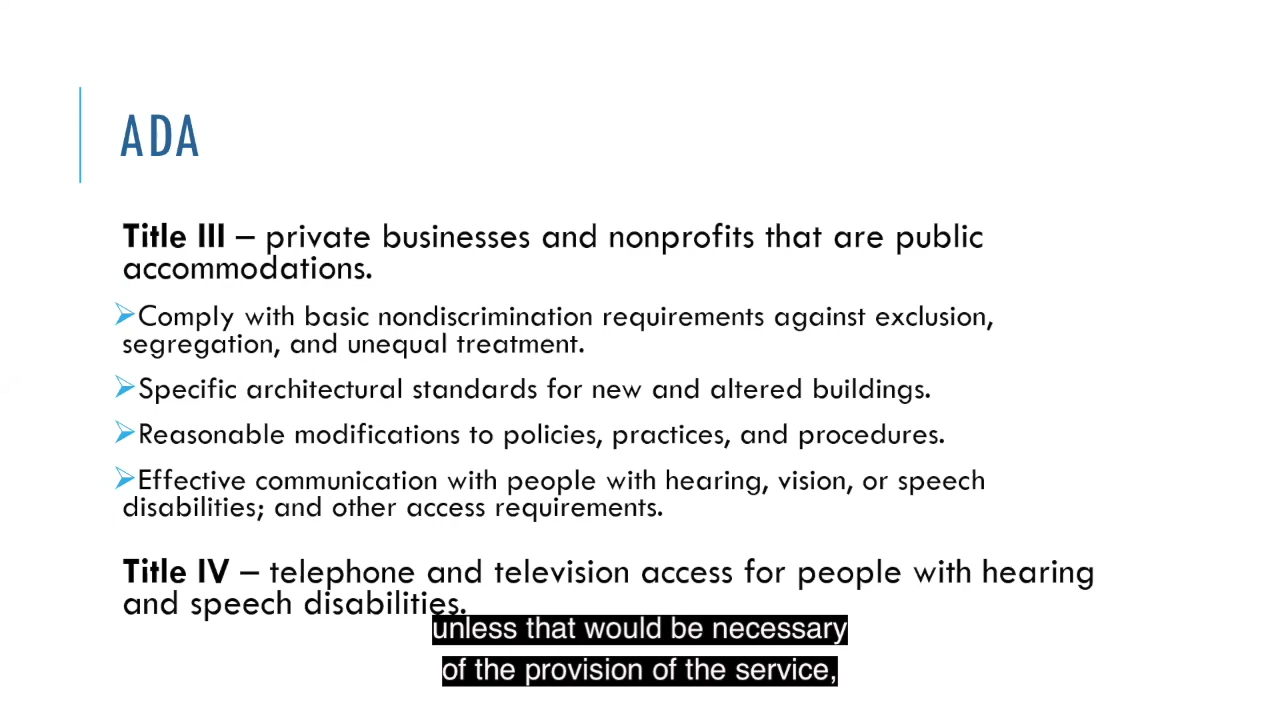 ADA
Title III – private businesses and nonprofits that are public
accommodations.
➢Comply with basic nondiscrimination requirements against exclusion,
segregation, and unequal treatment.
➢Specific architectural standards for new and altered buildings.
➢Reasonable modifications to policies, practices, and procedures.
➢Effective communication with people with hearing, vision, or speech
disabilities; and other access requirements.
Title IV – telephone and television access for people with hearing
and speech disabilities.
unless that would be necessary
of the provision of the service,